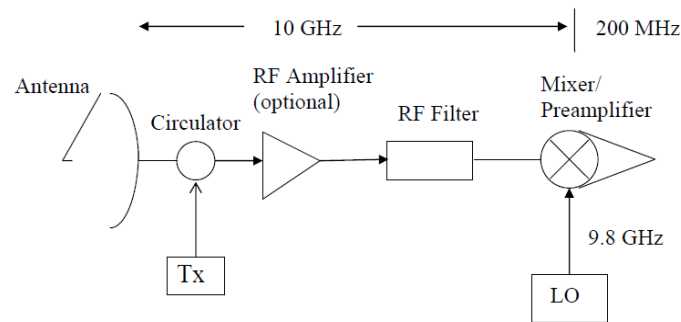 10 GHz
200 MHz
Antenna
RF Amplifier
(optional)
Mixer/
Preamplifier
Circulator
RF Filter
Tx
9.8 GHz
LO